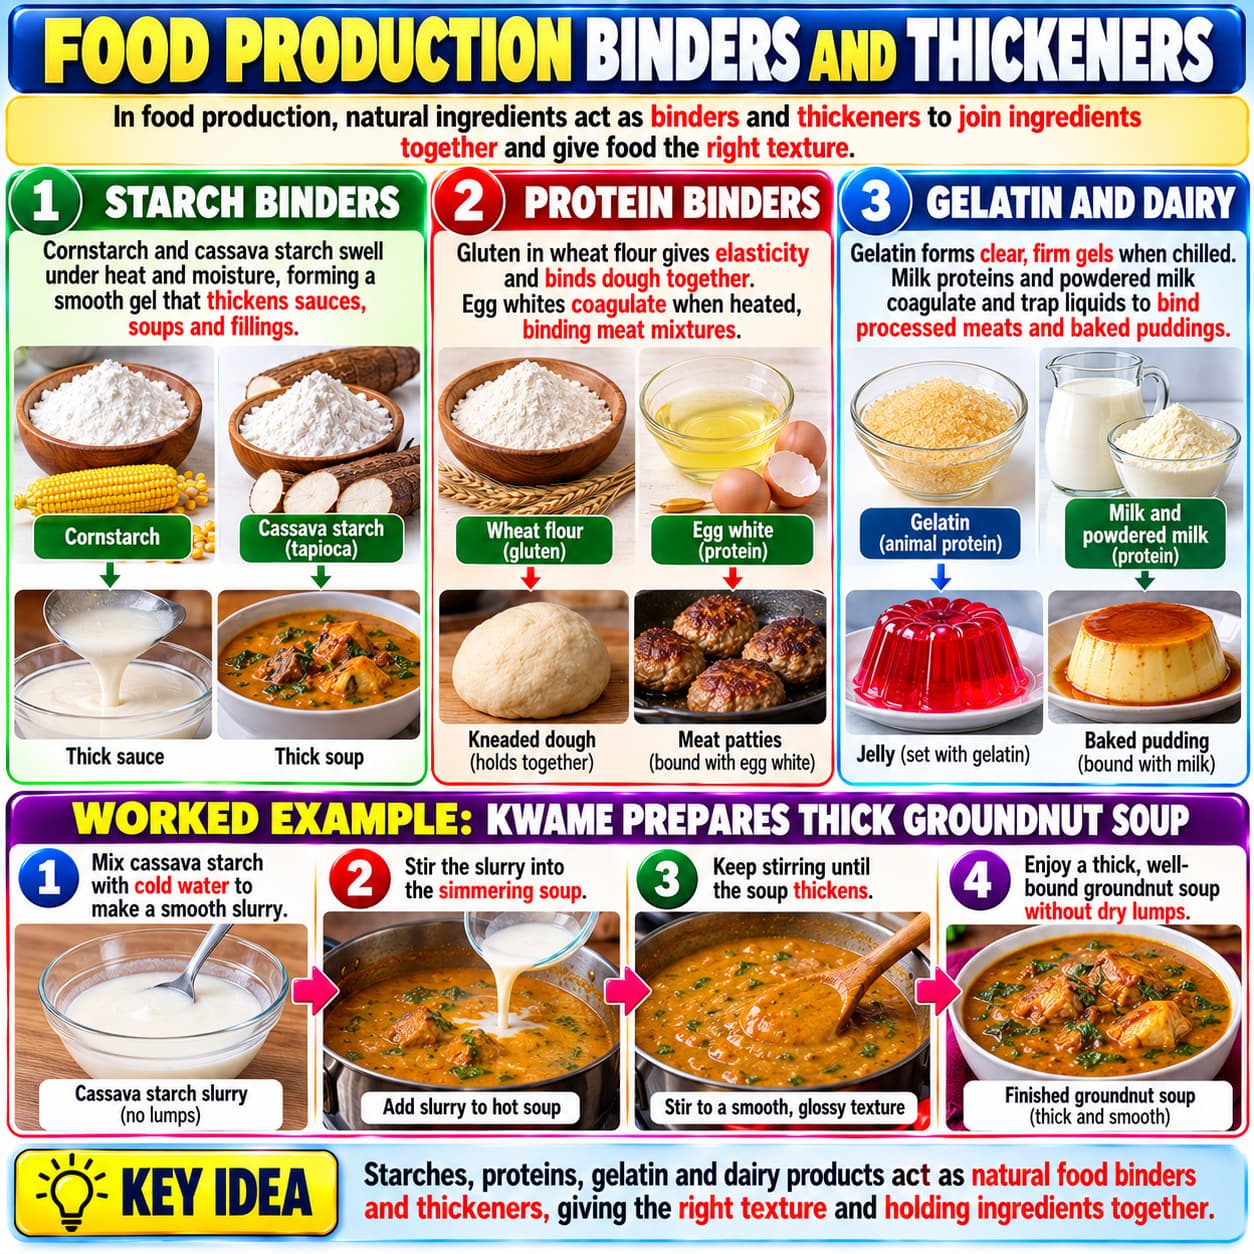 FOOD PRODUCTION BINDERS AND THICKENERS
In food production, natural ingredients act as binders and thickeners to join ingredients
together and give food the right texture.
1 STARCH BINDERS
Cornstarch and cassava starch swell
under heat and moisture, forming a
smooth gel that thickens sauces,
soups and fillings.
Cornstarch
Cassava starch
(tapioca)
Thick sauce
Thick soup
2 PROTEIN BINDERS
Gluten in wheat flour gives elasticity
and binds dough together.
Egg whites coagulate when heated,
binding meat mixtures.
Wheat flour
(gluten)
Egg white
(protein)
Kneaded dough
(holds together)
Meat patties
(bound with egg white)
3 GELATIN AND DAIRY
Gelatin forms clear, firm gels when chilled.
Milk proteins and powdered milk
coagulate and trap liquids to bind
processed meats and baked puddings.
Gelatin
(animal protein)
Milk and
powdered milk
(protein)
Jelly (set with gelatin)
Baked pudding
(bound with milk)
WORKED EXAMPLE: KWAME PREPARES THICK GROUNDNUT SOUP
1
Mix cassava starch
with cold water to
make a smooth slurry.
Cassava starch slurry
(no lumps)
2
Stir the slurry into
the simmering soup.
Add slurry to hot soup
3
Keep stirring until
the soup thickens.
Stir to a smooth, glossy texture
4
Enjoy a thick, well-
bound groundnut soup
without dry lumps.
Finished groundnut soup
(thick and smooth)
KEY IDEA
Starches, proteins, gelatin and dairy products act as natural food binders
and thickeners, giving the right texture and holding ingredients together.